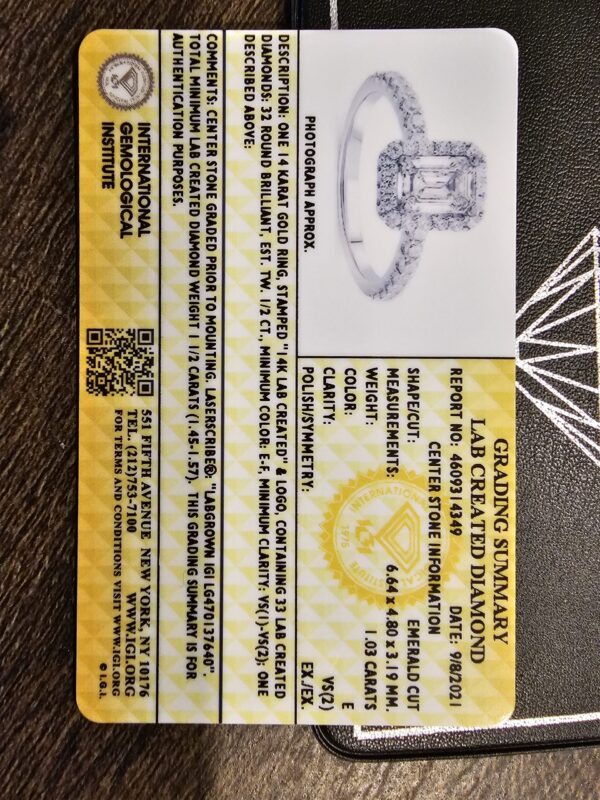 GRADING SUMMARY
LAB CREATED DIAMOND
REPORT NO: 460931 4349 DATE: 9/8/2021
CENTER STONE INFORMATION
SHAPE/CUT: EMERALD CUT
MEASUREMENTS: 6.64 x 4.80 x 3.19 MM.
WEIGHT: 1.03 CARATS
COLOR: E
CLARITY: VS(2)
POLISH/SYMMETRY: EX./EX.
INTERNATIONAL
IGI
1975
PHOTOGRAPH APPROX.
DESCRIPTION: ONE 14 KARAT GOLD RING, STAMPED "14K LAB CREATED" & LOGO, CONTAINING 33 LAB CREATED
DIAMONDS: 32 ROUND BRILLIANT, EST. TW. 1/2 CT., MINIMUM COLOR: E-F, MINIMUM CLARITY: VS(1)-VS(2); ONE
DESCRIBED ABOVE:
COMMENTS: CENTER STONE GRADED PRIOR TO MOUNTING. LASERSCRIBE®. "LABGROWN IGI LG470137640".
TOTAL MINIMUM LAB CREATED DIAMOND WEIGHT 1 1/2 CARATS (1.45-1.57), THIS GRADING SUMMARY IS FOR
AUTHENTICATION PURPOSES.
INTERNATIONAL
GEMOLOGICAL
INSTITUTE
551 FIFTH AVENUE NEW YORK, NY 10176
TEL. (212)753-7100 WWW.IGI.ORG
FOR TERMS AND CONDITIONS VISIT WWW.IGI.ORG
© I.G.I.